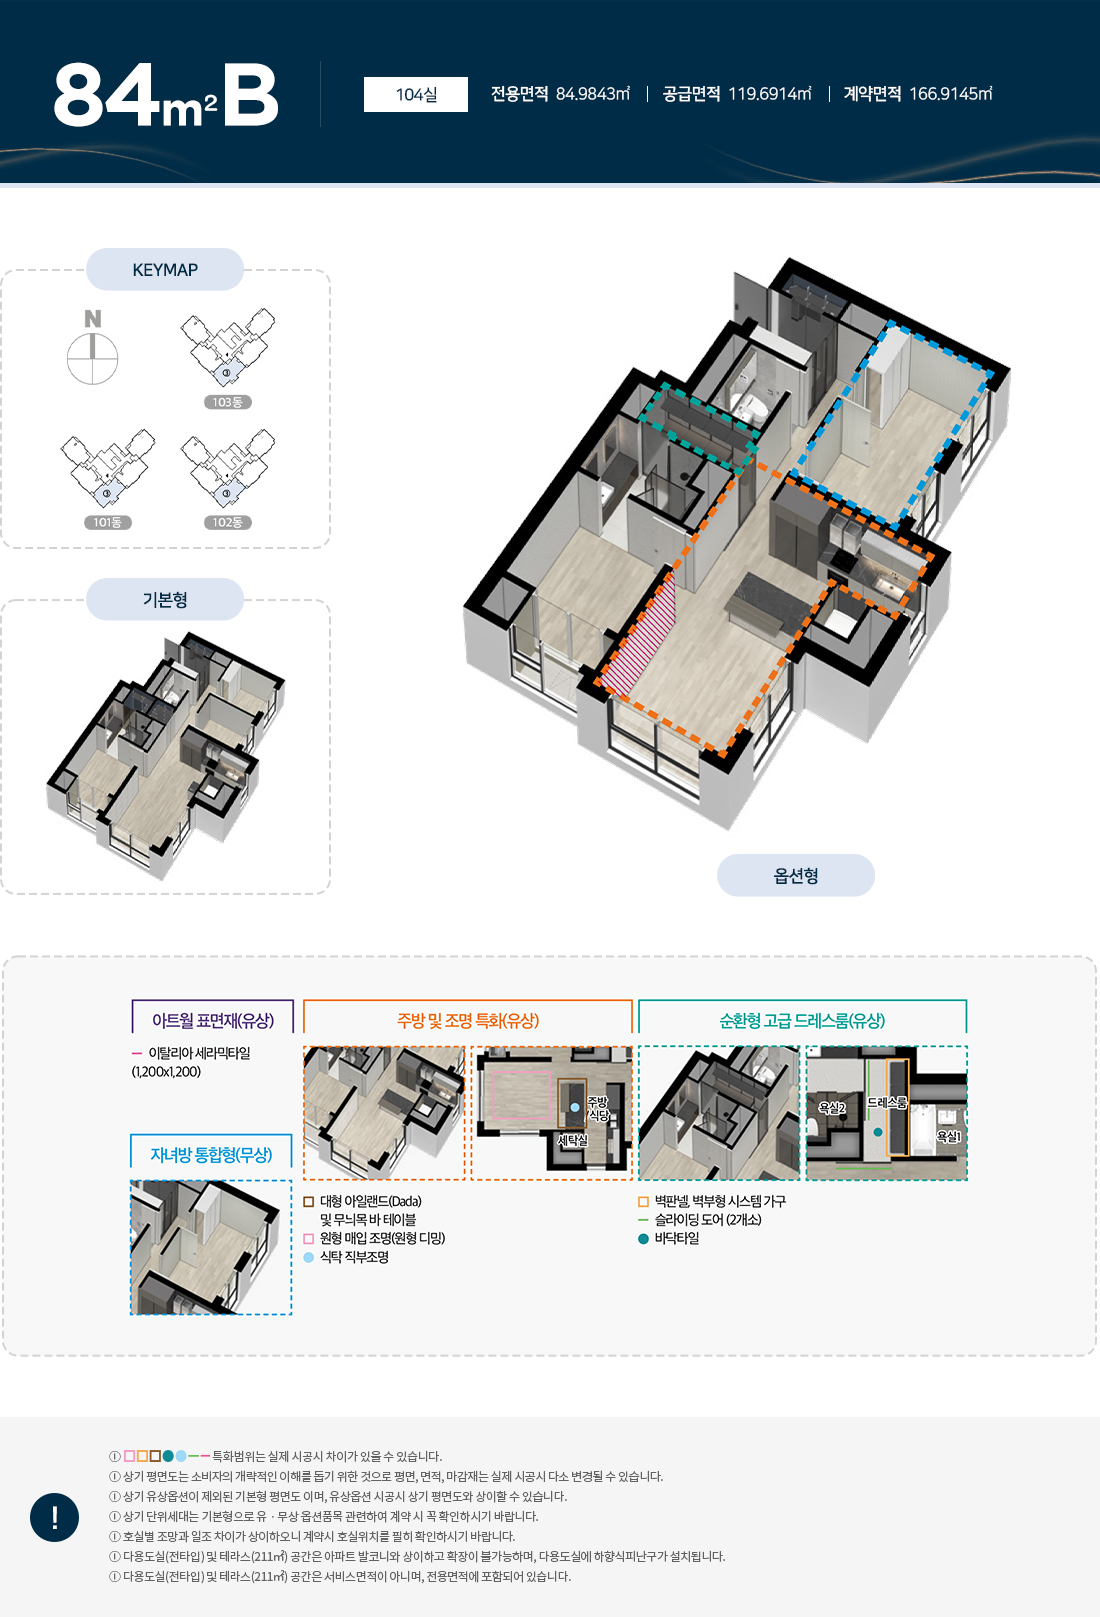 84m²B
104실
전용면적 84.9843㎡ | 공급면적 119.6914㎡ | 계약면적 166.9145㎡
KEYMAP
N
③
103동
③
101동
③
102동
기본형
옵션형
아트월 표면재(유상)
이탈리아 세라믹타일
(1,200x1,200)
자녀방 통합형(무상)
주방 및 조명 특화(유상)
주방
/식당
세탁실
대형 아일랜드(Dada)
및 무늬목 바 테이블
원형 매입 조명(원형 디밍)
식탁 직부조명
순환형 고급 드레스룸(유상)
욕실2
드레스룸
욕실1
벽판넬, 벽부형 시스템 가구
슬라이딩 도어 (2개소)
바닥타일
!
① 특화범위는 실제 시공시 차이가 있을 수 있습니다.
① 상기 평면도는 소비자의 개략적인 이해를 돕기 위한 것으로 평면, 면적, 마감재는 실제 시공시 다소 변경될 수 있습니다.
① 상기 유상옵션이 제외된 기본형 평면도 이며, 유상옵션 시공시 상기 평면도와 상이할 수 있습니다.
① 상기 단위세대는 기본형으로 유 · 무상 옵션품목 관련하여 계약 시 꼭 확인하시기 바랍니다.
① 호실별 조망과 일조 차이가 상이하오니 계약시 호실위치를 필히 확인하시기 바랍니다.
① 다용도실(전타입) 및 테라스(211㎡) 공간은 아파트 발코니와 상이하고 확장이 불가능하며, 다용도실에 하향식피난구가 설치됩니다.
① 다용도실(전타입) 및 테라스(211㎡) 공간은 서비스면적이 아니며, 전용면적에 포함되어 있습니다.